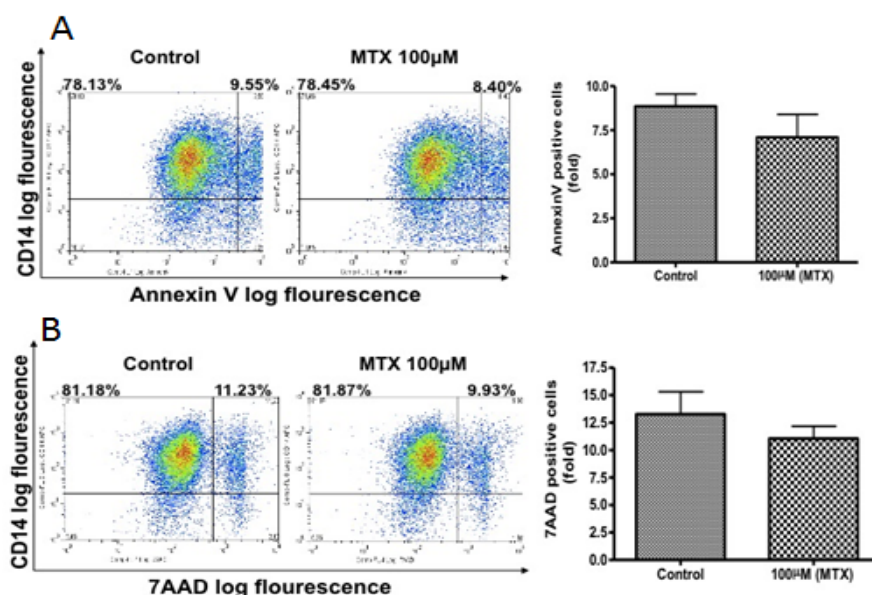 A
Control
MTX 100µM
78.13%
9.55%
78.45%
8.40%
CD14 log flourescence
Annexin V log flourescence
10.0
7.5
5.0
2.5
0.0
AnnexinV positive cells
(fold)
Control
100µM (MTX)
B
Control
MTX 100µM
81.18%
11.23%
81.87%
9.93%
CD14 log flourescence
7AAD log flourescence
17.5
15.0
12.5
10.0
7.5
5.0
2.5
0.0
7AAD positive cells
(fold)
Control
100µM (MTX)